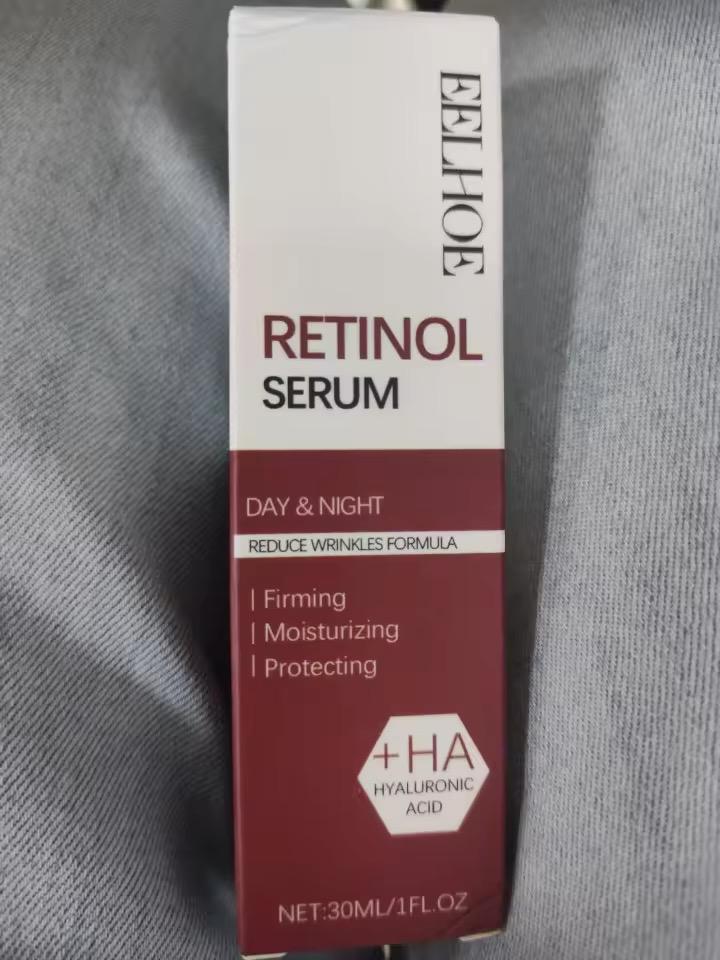 EELHOE
RETINOL
SERUM
DAY & NIGHT
REDUCE WRINKLES FORMULA
| Firming
| Moisturizing
| Protecting
+HA
HYALURONIC
ACID
NET:30ML/1FL.OZ